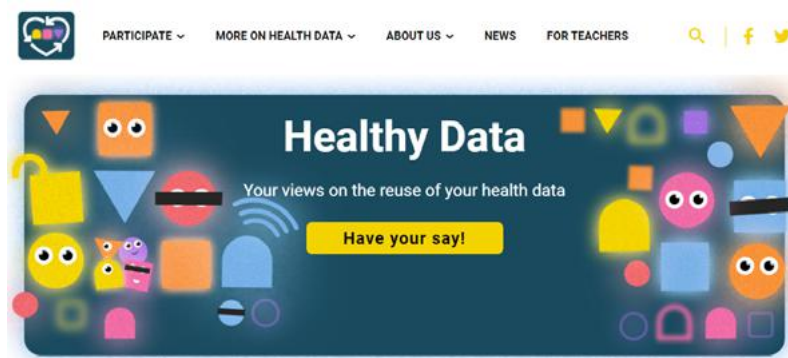 PARTICIPATE MORE ON HEALTH DATA ABOUT US NEWS FOR TEACHERS
Healthy Data
Your views on the reuse of your health data
Have your say!